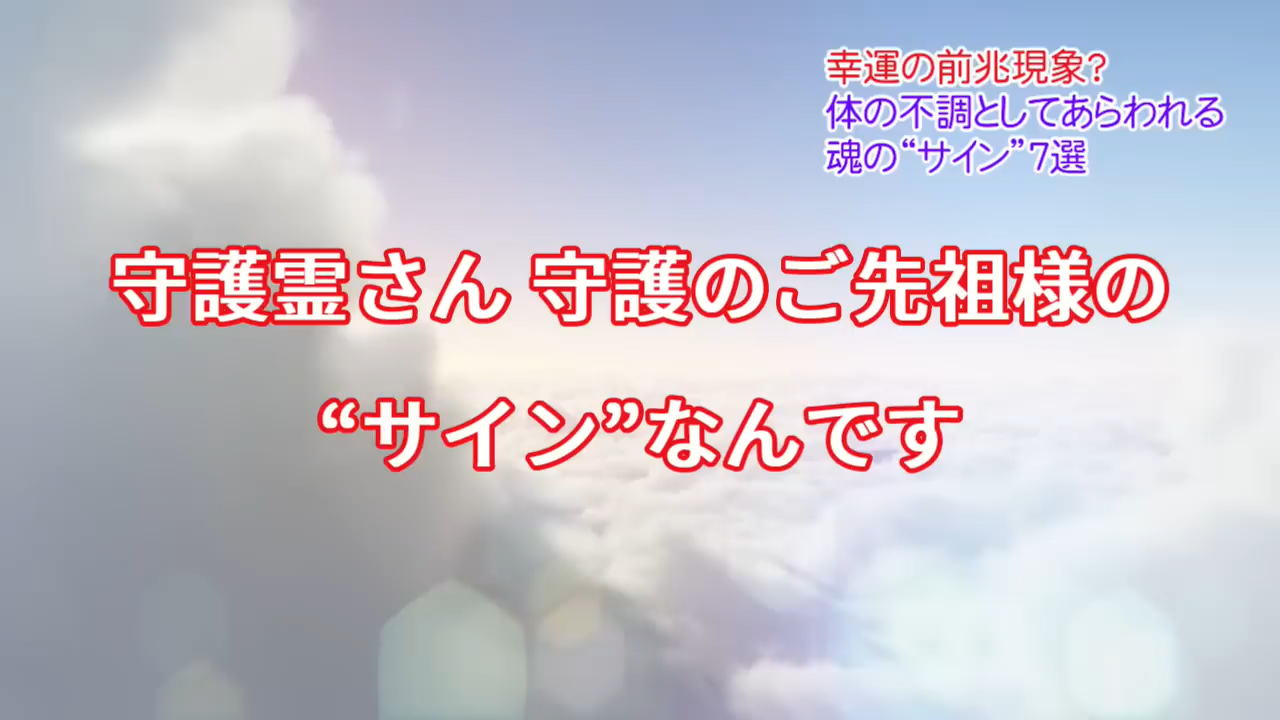 幸運の前兆現象？
体の不調としてあらわれる
魂の“サイン”7選
守護霊さん 守護のご先祖様の
“サイン”なんです